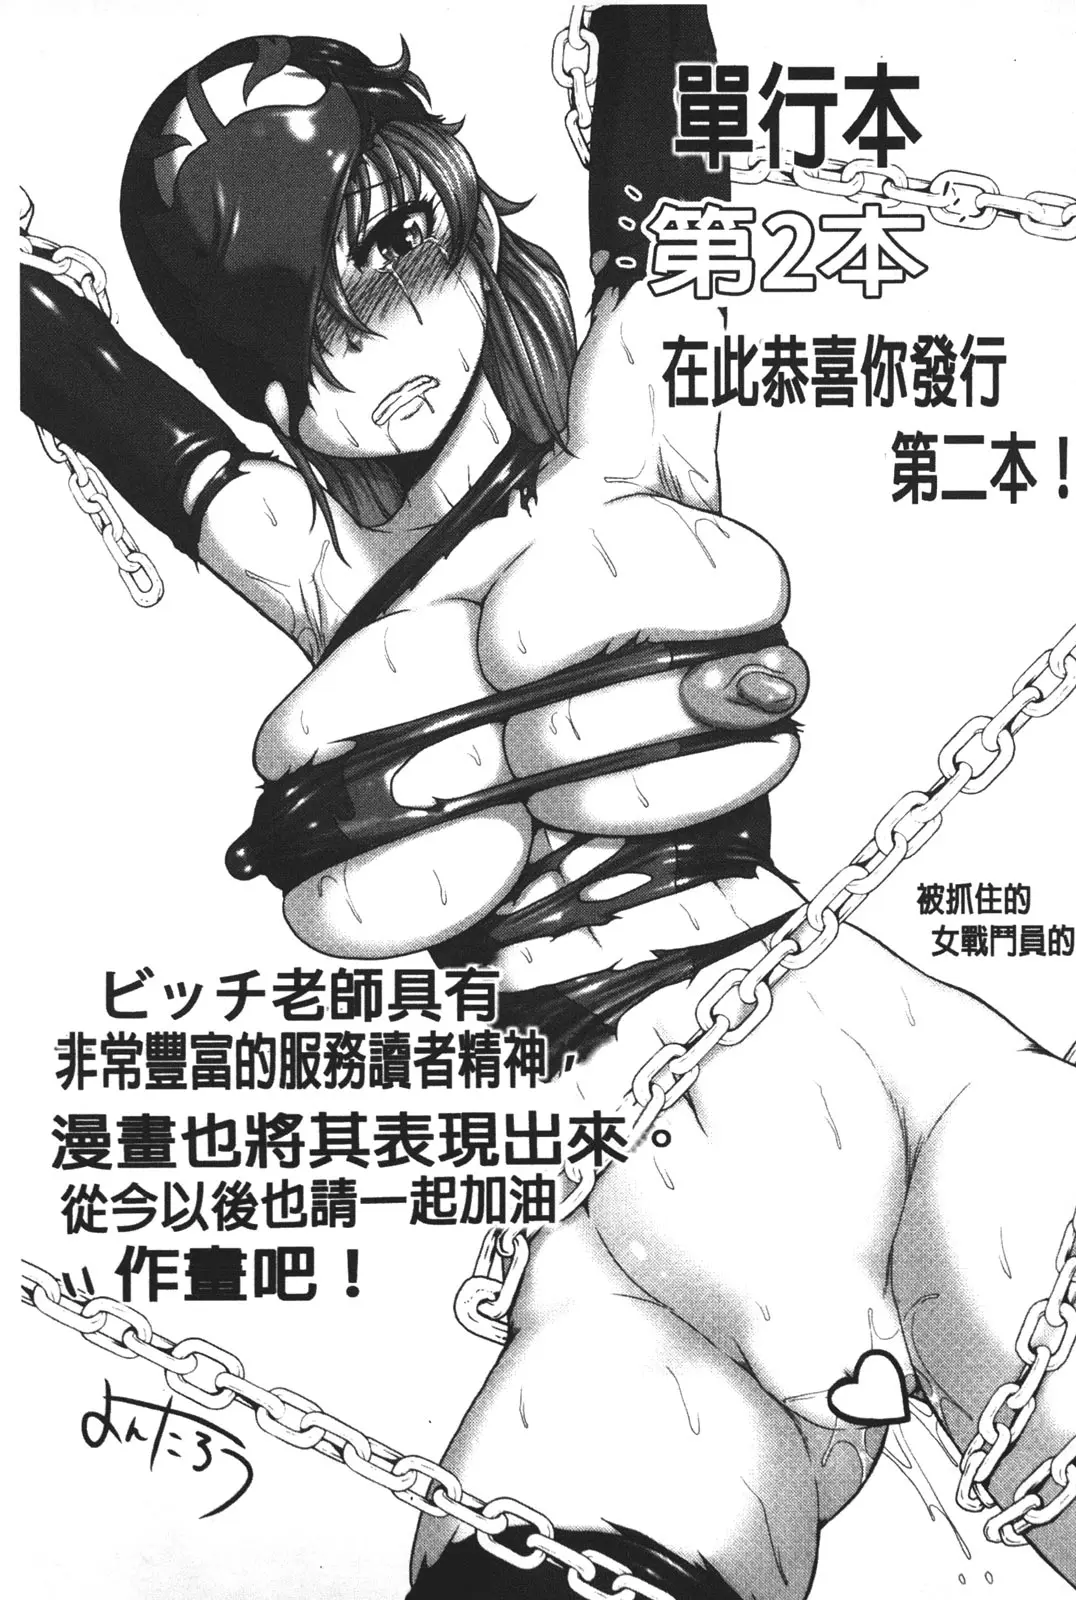 單行本
第2本
在此恭喜你發行
第二本！
被抓住的
女戰鬥員的
ビッチ老師具有
非常豐富的服務讀者精神，
漫畫也將其表現出來。
從今以後也請一起加油
作畫吧！
よんたろう